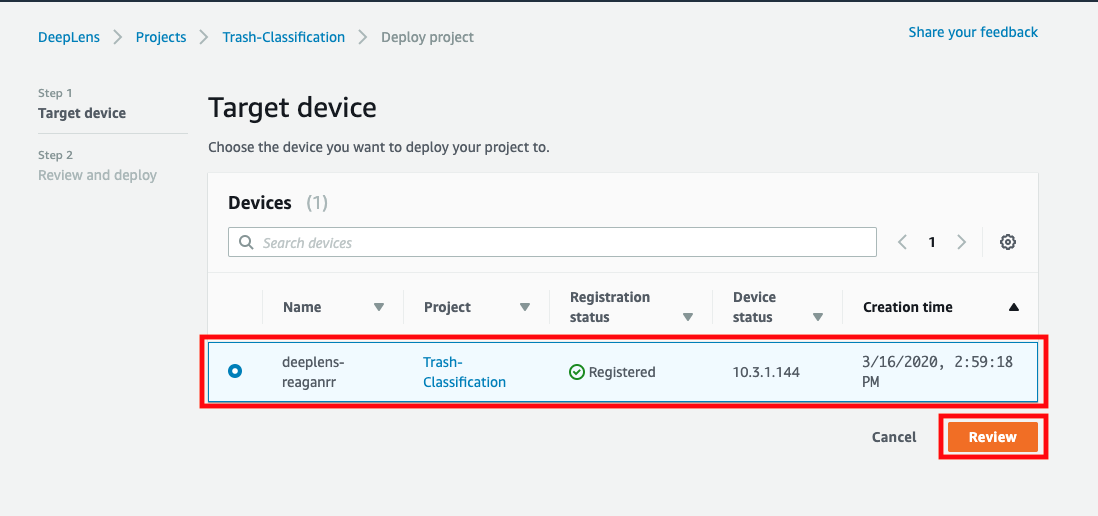 DeepLens Projects Trash-Classification Deploy project
Share your feedback
Step 1
Target device
Step 2
Review and deploy
Target device
Choose the device you want to deploy your project to.
Devices (1)
Search devices
1
Name
Project
Registration
status
Device
status
Creation time
deeplens-
reaganrr
Trash-
Classification
Registered
10.3.1.144
3/16/2020, 2:59:18
PM
Cancel
Review